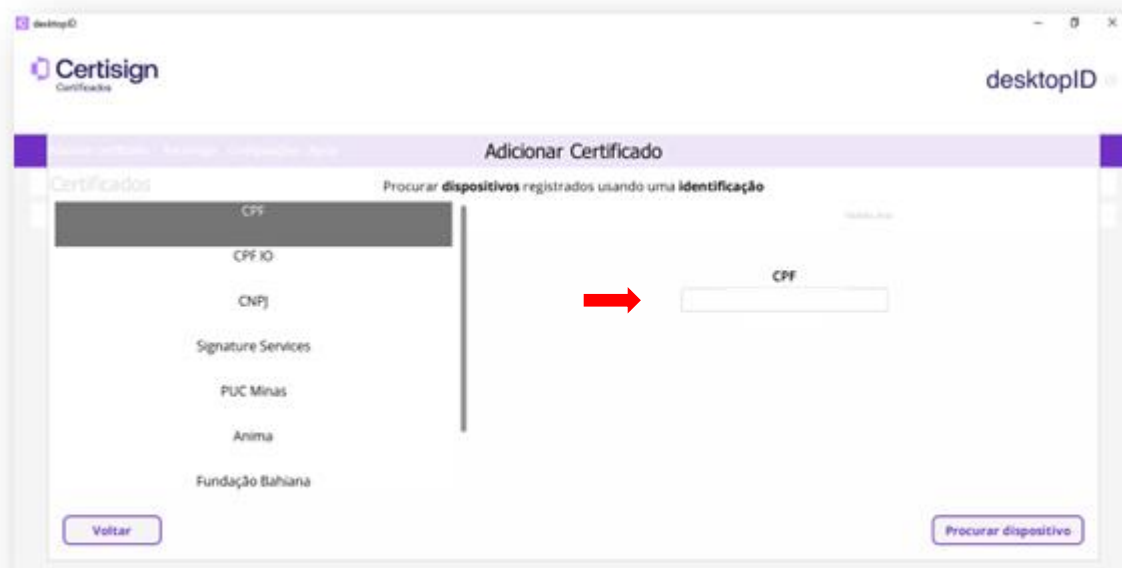 desktopID
Certisign
Certificados
desktopID
Adicionar Certificado
Certificados
Procurar dispositivos registrados usando uma identificação
CPF
CPF IO
CNPJ
Signature Services
PUC Minas
Anima
Fundação Bahiana
CPF
Voltar
Procurar dispositivo